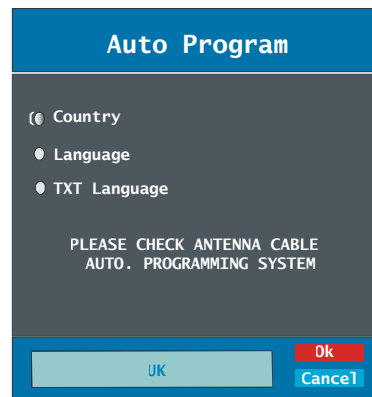 Auto Program
Country
Language
TXT Language
PLEASE CHECK ANTENNA CABLE
AUTO. PROGRAMMING SYSTEM
UK
Ok
Cancel